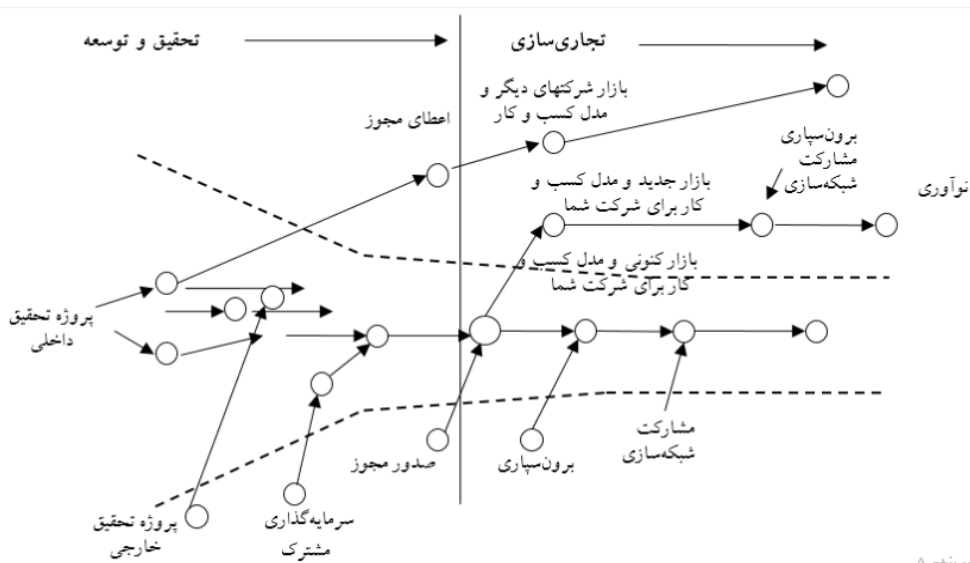 تحقیق و توسعه
تجاری‌سازی
بازار شرکتهای دیگر و
مدل کسب و کار
اعطای مجوز
برون‌سپاری
مشارکت
شبکه‌سازی
بازار جدید و مدل کسب و
کار برای شرکت شما
نوآوری
بازار کنونی و مدل کسب و
کار برای شرکت شما
پروژه تحقیق
داخلی
مشارکت
شبکه‌سازی
برون‌سپاری
صدور مجوز
سرمایه‌گذاری
مشترک
پروژه تحقیق
خارجی